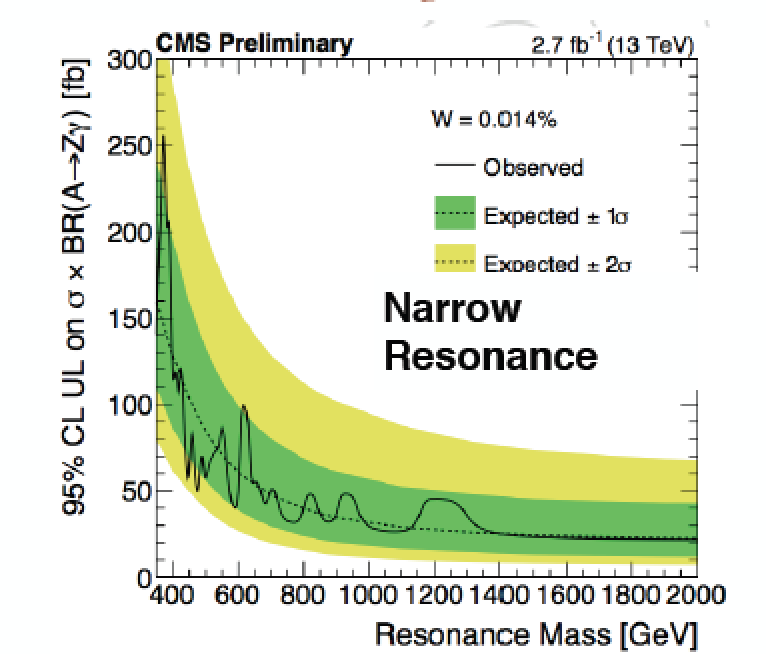 CMS Preliminary 2.7 fb⁻¹ (13 TeV)
95% CL UL on σ × BR(A→Zγ) [fb]
300
250
200
150
100
50
0
W = 0.014%
Observed
Expected ± 1σ
Expected ± 2σ
Narrow
Resonance
400 600 800 1000 1200 1400 1600 1800 2000
Resonance Mass [GeV]